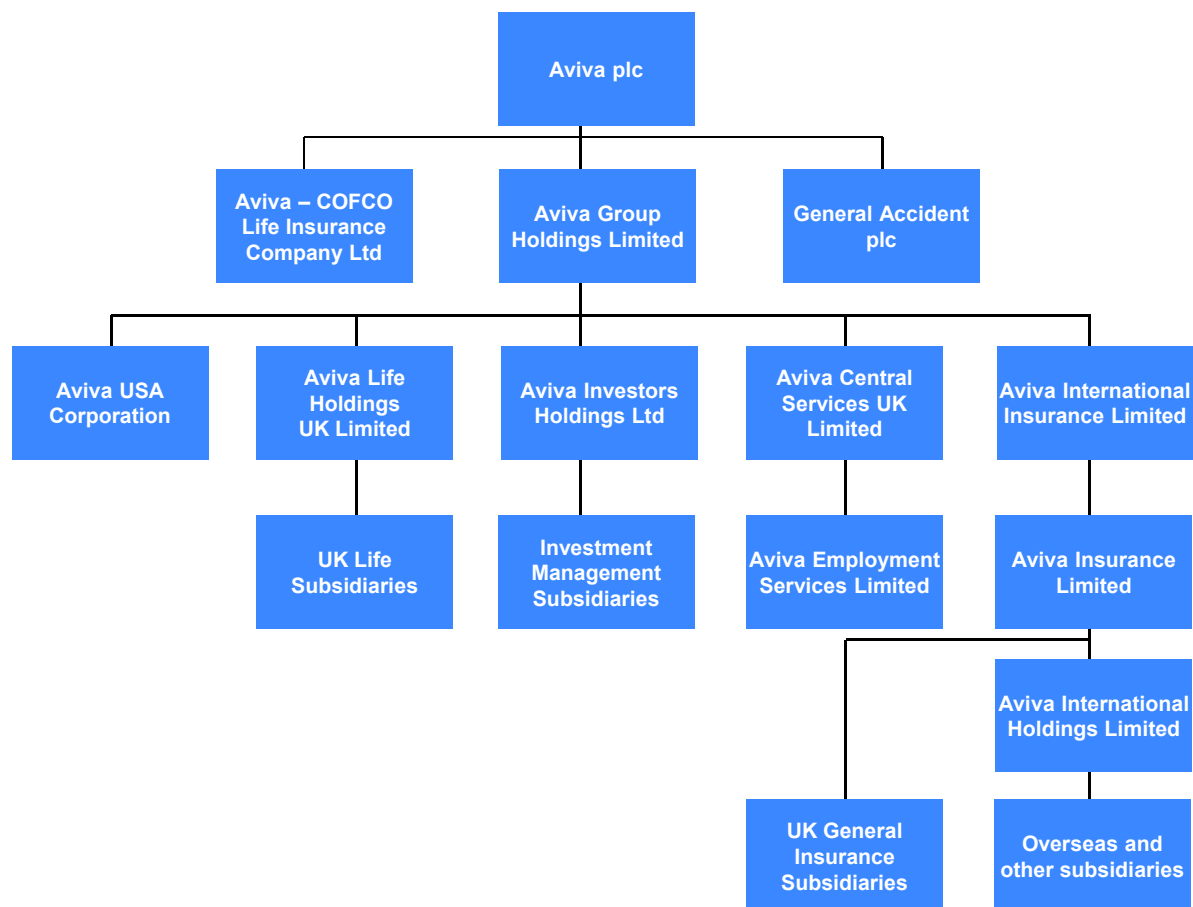 Aviva plc
Aviva – COFCO
Life Insurance
Company Ltd
Aviva Group
Holdings Limited
General Accident
plc
Aviva USA
Corporation
Aviva Life
Holdings
UK Limited
Aviva Investors
Holdings Ltd
Aviva Central
Services UK
Limited
Aviva International
Insurance Limited
UK Life
Subsidiaries
Investment
Management
Subsidiaries
Aviva Employment
Services Limited
Aviva Insurance
Limited
Aviva International
Holdings Limited
UK General
Insurance
Subsidiaries
Overseas and
other subsidiaries